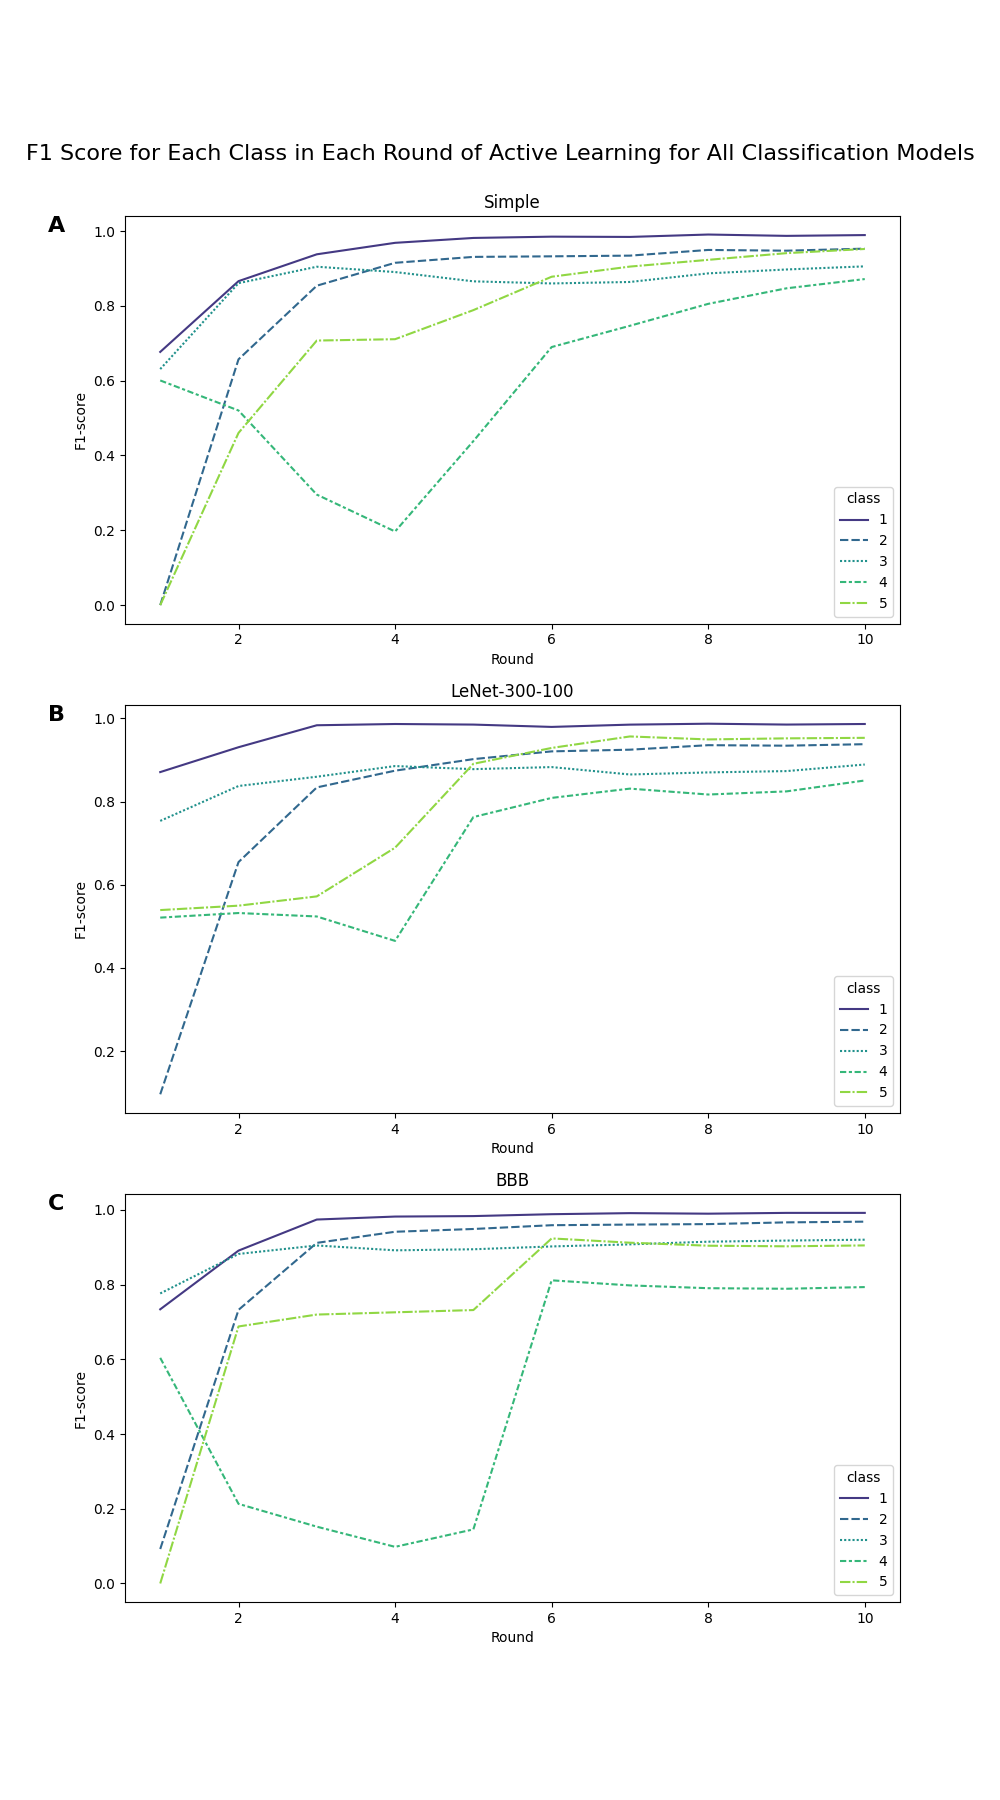 F1 Score for Each Class in Each Round of Active Learning for All Classification Models
A
Simple
1.0
0.8
0.6
0.4
0.2
0.0
F1-score
2 4 6 8 10
Round
class
1
2
3
4
5
B
LeNet-300-100
1.0
0.8
0.6
0.4
0.2
F1-score
2 4 6 8 10
Round
class
1
2
3
4
5
C
BBB
1.0
0.8
0.6
0.4
0.2
0.0
F1-score
2 4 6 8 10
Round
class
1
2
3
4
5